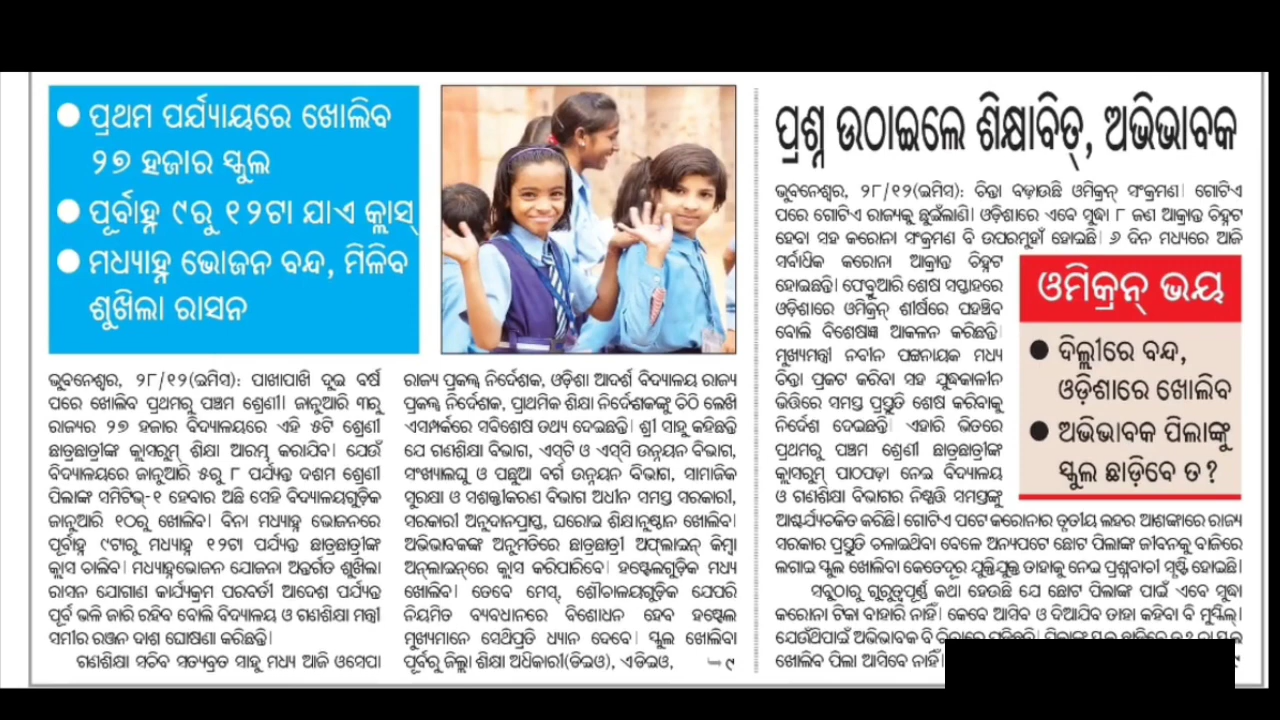 ● ପ୍ରଥମ ପର୍ଯ୍ୟାୟରେ ଖୋଲିବ
୨୭ ହଜାର ସ୍କୁଲ
● ପୂର୍ବାହ୍ନ ୯ରୁ ୧୨ଟା ଯାଏ କ୍ଲାସ୍
● ମଧ୍ୟାହ୍ନ ଭୋଜନ ବନ୍ଦ, ମିଳିବ
ଶୁଖିଲା ରାସନ
ଭୁବନେଶ୍ୱର, ୨୮/୧୨(ଇମିସ): ପାଖାପାଖି ଦୁଇ ବର୍ଷ
ପରେ ଖୋଲିବ ପ୍ରଥମରୁ ପଞ୍ଚମ ଶ୍ରେଣୀ। ଜାନୁଆରି ୩ରୁ
ରାଜ୍ୟର ୨୭ ହଜାର ବିଦ୍ୟାଳୟରେ ଏହି ୫ଟି ଶ୍ରେଣୀ
ଛାତ୍ରଛାତ୍ରୀଙ୍କ କ୍ଲାସରୁମ୍ ଶିକ୍ଷା ଆରମ୍ଭ କରାଯିବ। ଯେଉଁ
ବିଦ୍ୟାଳୟରେ ଜାନୁଆରି ୫ରୁ ୮ ପର୍ଯ୍ୟନ୍ତ ଦଶମ ଶ୍ରେଣୀ
ପିଲାଙ୍କ ସମିଟିଭ୍-୧ ହେବାର ଅଛି ସେହି ବିଦ୍ୟାଳୟଗୁଡ଼ିକ
ଜାନୁଆରି ୧୦ରୁ ଖୋଲିବ। ବିନା ମଧ୍ୟାହ୍ନ ଭୋଜନରେ
ପୂର୍ବାହ୍ନ ୯ଟାରୁ ମଧ୍ୟାହ୍ନ ୧୨ଟା ପର୍ଯ୍ୟନ୍ତ ଛାତ୍ରଛାତ୍ରୀଙ୍କ
କ୍ଲାସ ଚାଲିବ। ମଧ୍ୟାହ୍ନଭୋଜନ ଯୋଜନା ଅନ୍ତର୍ଗତ ଶୁଖିଲା
ରାସନ ଯୋଗାଣ କାର୍ଯ୍ୟକ୍ରମ ପରବର୍ତୀ ଆଦେଶ ପର୍ଯ୍ୟନ୍ତ
ପୂର୍ବ ଭଳି ଜାରି ରହିବ ବୋଲି ବିଦ୍ୟାଳୟ ଓ ଗଣଶିକ୍ଷା ମନ୍ତ୍ରୀ
ସମୀର ରଞ୍ଜନ ଦାଶ ଘୋଷଣା କରିଛନ୍ତି।
ଗଣଶିକ୍ଷା ସଚିବ ସତ୍ୟବ୍ରତ ସାହୁ ମଧ୍ୟ ଆଜି ଓସେପା
ରାଜ୍ୟ ପ୍ରକଳ୍ପ ନିର୍ଦେଶକ, ଓଡ଼ିଶା ଆଦର୍ଶ ବିଦ୍ୟାଳୟ ରାଜ୍ୟ
ପ୍ରକଳ୍ପ ନିର୍ଦେଶକ, ପ୍ରାଥମିକ ଶିକ୍ଷା ନିର୍ଦେଶକଙ୍କୁ ଚିଠି ଲେଖି
ଏସମ୍ପର୍କରେ ସବିଶେଷ ତଥ୍ୟ ଦେଇଛନ୍ତି। ଶ୍ରୀ ସାହୁ କହିଛନ୍ତି
ଯେ ଗଣଶିକ୍ଷା ବିଭାଗ, ଏସ୍‌ଟି ଓ ଏସ୍‌ସି ଉନ୍ନୟନ ବିଭାଗ,
ସଂଖ୍ୟାଲଘୁ ଓ ପଛୁଆ ବର୍ଗ ଉନ୍ନୟନ ବିଭାଗ, ସାମାଜିକ
ସୁରକ୍ଷା ଓ ସଶକ୍ତୀକରଣ ବିଭାଗ ଅଧୀନ ସମସ୍ତ ସରକାରୀ,
ସରକାରୀ ଅନୁଦାନପ୍ରାପ୍ତ, ଘରୋଇ ଶିକ୍ଷାନୁଷ୍ଠାନ ଖୋଲିବ।
ଅଭିଭାବକଙ୍କ ଅନୁମତିରେ ଛାତ୍ରଛାତ୍ରୀ ଅଫ୍‌ଲାଇନ୍ କିମ୍ବା
ଅନ୍‌ଲାଇନ୍‌ରେ କ୍ଲାସ କରିପାରିବେ। ହଷ୍ଟେଲଗୁଡ଼ିକ ମଧ୍ୟ
ଖୋଲିବ। ତେବେ ମେସ୍, ଶୌଚାଳୟଗୁଡ଼ିକ ଯେପରି
ନିୟମିତ ବ୍ୟବଧାନରେ ବିଶୋଧନ ହେବ ହଷ୍ଟେଲ
ମୁଖ୍ୟମାନେ ସେଥିପ୍ରତି ଧ୍ୟାନ ଦେବେ। ସ୍କୁଲ ଖୋଲିବା
ପୂର୍ବରୁ ଜିଲ୍ଲା ଶିକ୍ଷା ଅଧିକାରୀ(ଡିଇଓ), ଏଡିଇଓ, ➥ ୯
ପ୍ରଶ୍ନ ଉଠାଇଲେ ଶିକ୍ଷାବିତ୍, ଅଭିଭାବକ
ଭୁବନେଶ୍ୱର, ୨୮/୧୨(ଇମିସ): ଚିନ୍ତା ବଢ଼ାଉଛି ଓମିକ୍ରନ୍ ସଂକ୍ରମଣ। ଗୋଟିଏ
ପରେ ଗୋଟିଏ ରାଜ୍ୟକୁ ଛୁଇଁଲାଣି। ଓଡ଼ିଶାରେ ଏବେ ସୁଦ୍ଧା ୮ ଜଣ ଆକ୍ରାନ୍ତ ଚିହ୍ନଟ
ହେବା ସହ କରୋନା ସଂକ୍ରମଣ ବି ଉପରମୁହାଁ ହୋଇଛି। ୬ ଦିନ ମଧ୍ୟରେ ଆଜି
ସର୍ବାଧିକ କରୋନା ଆକ୍ରାନ୍ତ ଚିହ୍ନଟ
ହୋଇଛନ୍ତି। ଫେବ୍ରୁଆରି ଶେଷ ସପ୍ତାହରେ
ଓଡ଼ିଶାରେ ଓମିକ୍ରନ୍ ଶୀର୍ଷରେ ପହଞ୍ଚିବ
ବୋଲି ବିଶେଷଜ୍ଞ ଆକଳନ କରିଛନ୍ତି।
ମୁଖ୍ୟମନ୍ତ୍ରୀ ନବୀନ ପଟ୍ଟନାୟକ ମଧ୍ୟ
ଚିନ୍ତା ପ୍ରକଟ କରିବା ସହ ଯୁଦ୍ଧକାଳୀନ
ଭିତ୍ତିରେ ସମସ୍ତ ପ୍ରସ୍ତୁତି ଶେଷ କରିବାକୁ
ନିର୍ଦେଶ ଦେଇଛନ୍ତି। ଏହାରି ଭିତରେ
ପ୍ରଥମରୁ ପଞ୍ଚମ ଶ୍ରେଣୀ ଛାତ୍ରଛାତ୍ରୀଙ୍କ
କ୍ଲାସରୁମ୍ ପାଠପଢ଼ା ନେଇ ବିଦ୍ୟାଳୟ
ଓ ଗଣଶିକ୍ଷା ବିଭାଗର ନିଷ୍ପତ୍ତି ସମସ୍ତଙ୍କୁ
ଆଶ୍ଚର୍ଯ୍ୟଚକିତ କରିଛି। ଗୋଟିଏ ପଟେ କରୋନାର ତୃତୀୟ ଲହର ଆଶଙ୍କାରେ ରାଜ୍ୟ
ସରକାର ପ୍ରସ୍ତୁତି ଚଳାଇଥିବା ବେଳେ ଅନ୍ୟପଟେ ଛୋଟ ପିଲାଙ୍କ ଜୀବନକୁ ବାଜିରେ
ଲଗାଇ ସ୍କୁଲ ଖୋଲିବା କେତେଦୂର ଯୁକ୍ତିଯୁକ୍ତ ତାହାକୁ ନେଇ ପ୍ରଶ୍ନବାଚୀ ସୃଷ୍ଟି ହୋଇଛି।
ସବୁଠାରୁ ଗୁରୁତ୍ୱପୂର୍ଣ୍ଣ କଥା ହେଉଛି ଯେ ଛୋଟ ପିଲାଙ୍କ ପାଇଁ ଏବେ ସୁଦ୍ଧା
କରୋନା ଟିକା ବାହାରି ନାହିଁ। କେବେ ଆସିବ ଓ ଦିଆଯିବ ତାହା କହିବା ବି ମୁସ୍କିଲ।
ଯେଉଁଥିପାଇଁ ଅଭିଭାବକ ବି
ଖୋଲିବ ପିଲା ଆସିବେ ନାହିଁ।
ଓମିକ୍ରନ୍ ଭୟ
● ଦିଲ୍ଲୀରେ ବନ୍ଦ,
ଓଡ଼ିଶାରେ ଖୋଲିବ
● ଅଭିଭାବକ ପିଲାଙ୍କୁ
ସ୍କୁଲ ଛାଡ଼ିବେ ତ?